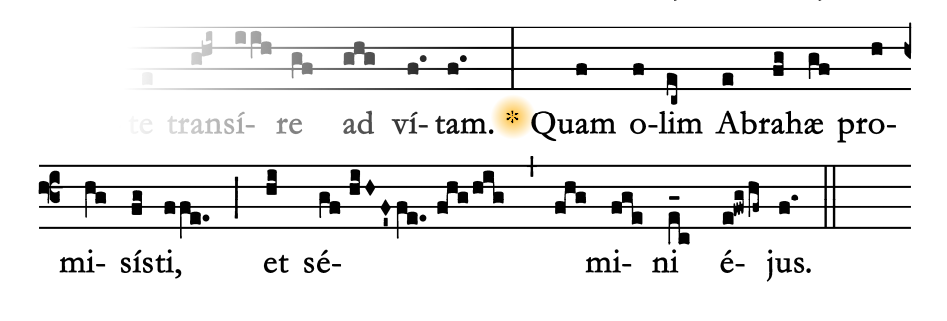 te transí- re ad ví- tam. * Quam o-lim Abrahæ pro-
mi- sísti, et sé- mi- ni é- jus.